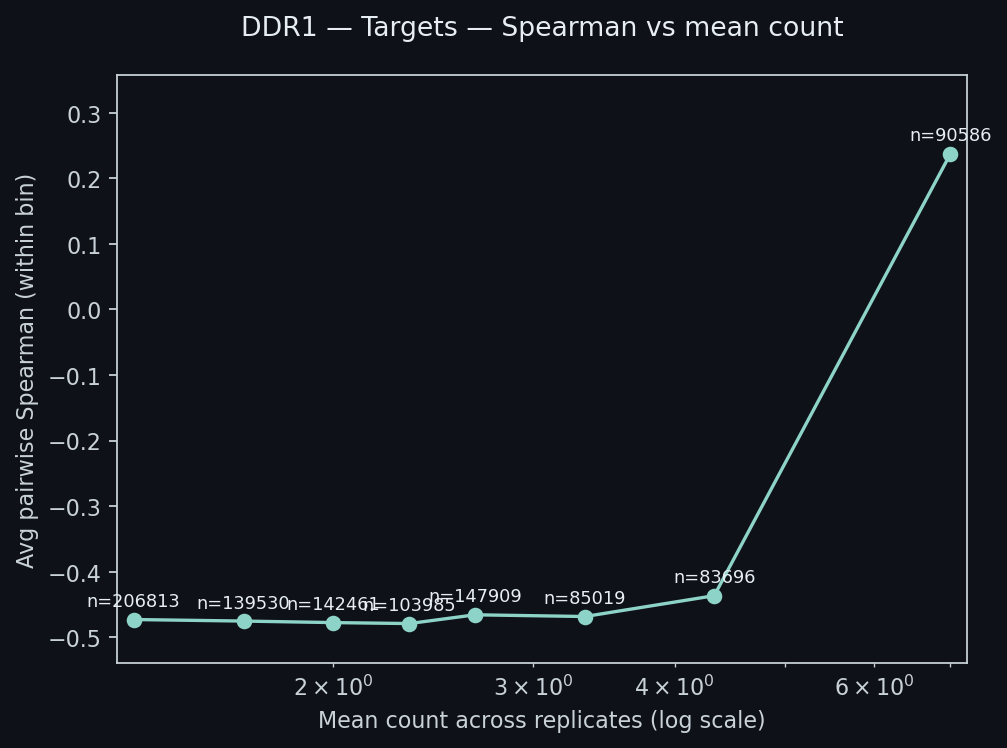 DDR1 — Targets — Spearman vs mean count
Avg pairwise Spearman (within bin)
0.3
0.2
0.1
0.0
−0.1
−0.2
−0.3
−0.4
−0.5
n=206813
n=139530
n=142461
n=103985
n=147909
n=85019
n=83696
n=90586
2 × 10⁰
3 × 10⁰
4 × 10⁰
6 × 10⁰
Mean count across replicates (log scale)